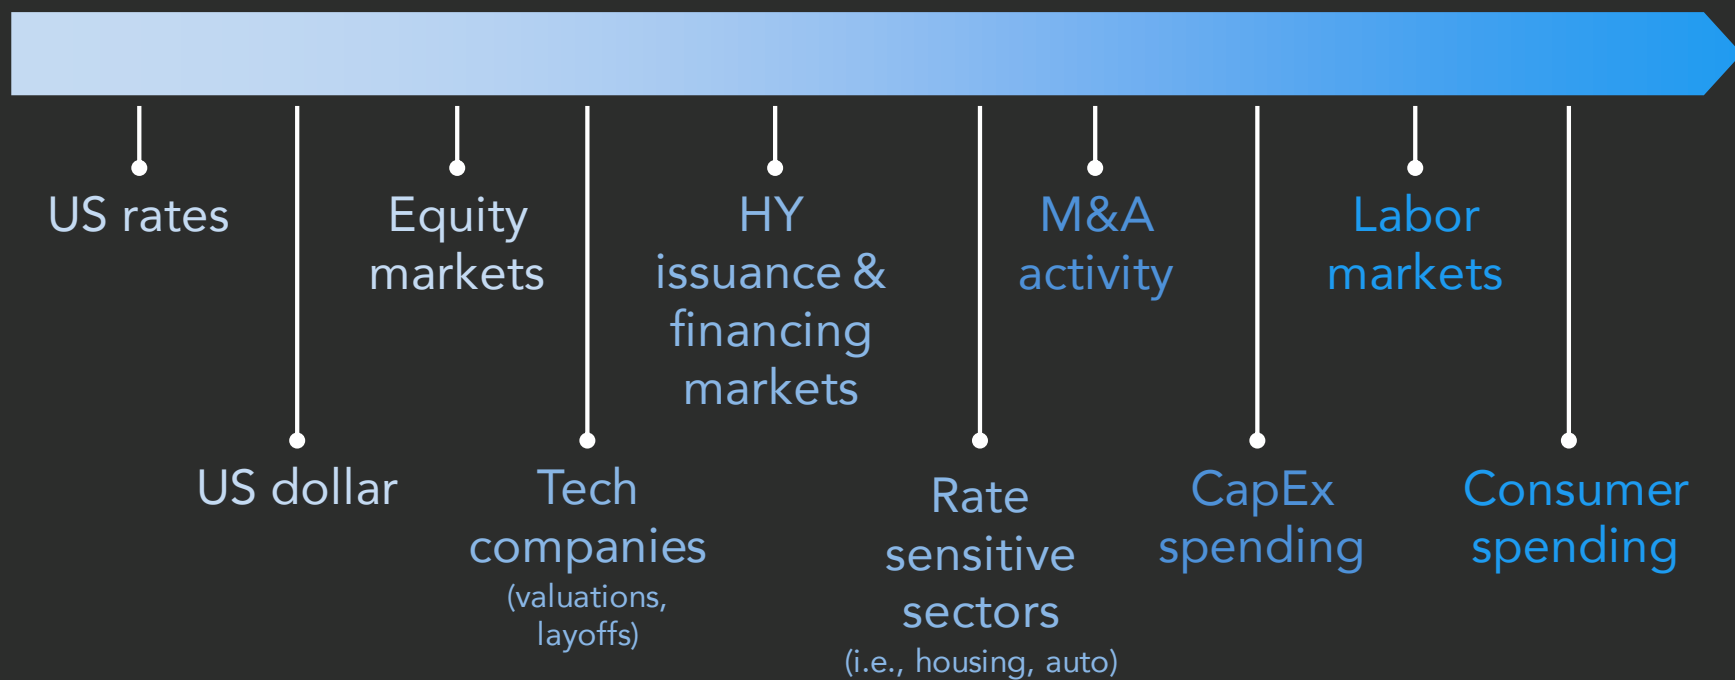 US rates
US dollar
Equity
markets
Tech
companies
(valuations,
layoffs)
HY
issuance &
financing
markets
Rate
sensitive
sectors
(i.e., housing, auto)
M&A
activity
CapEx
spending
Labor
markets
Consumer
spending